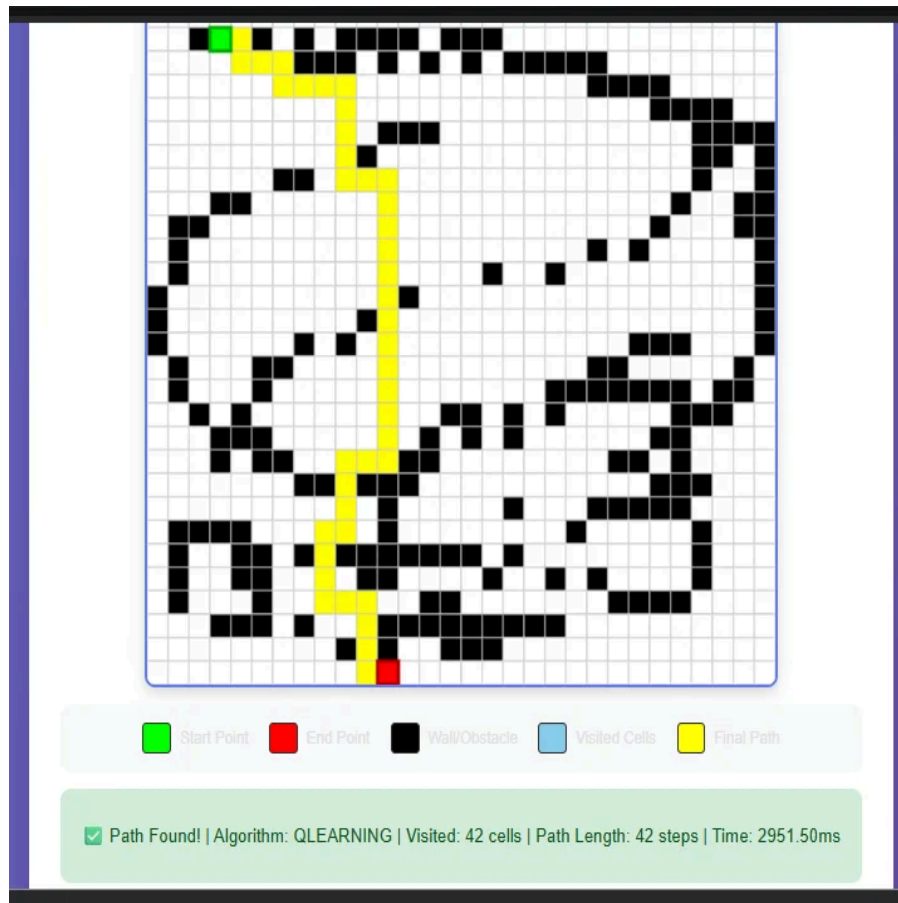 Start Point End Point Wall/Obstacle Visited Cells Final Path
✅ Path Found! | Algorithm: QLEARNING | Visited: 42 cells | Path Length: 42 steps | Time: 2951.50ms